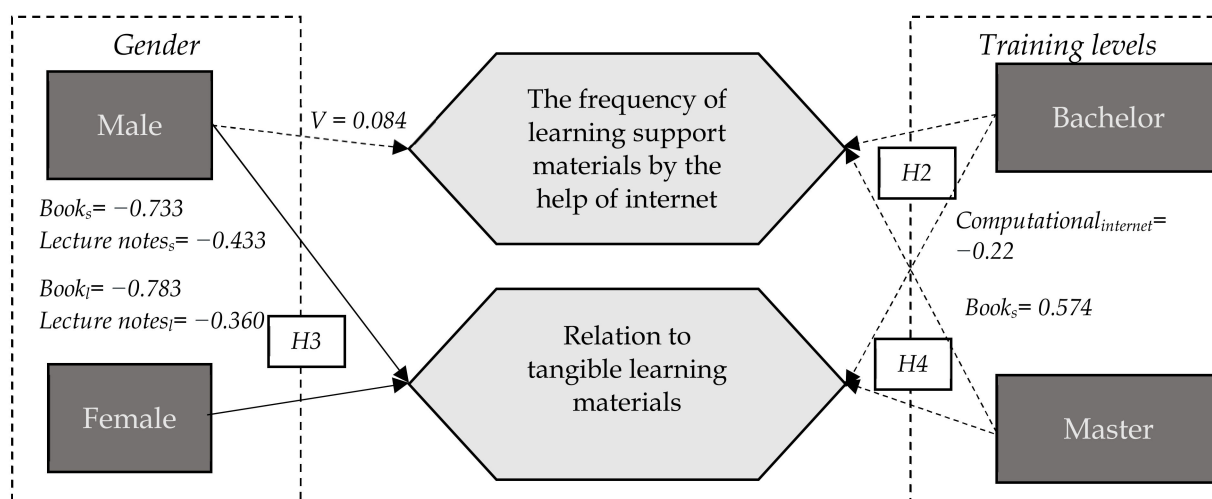 Gender
Male
V = 0.084
Books= −0.733
Lecture notess= −0.433
Bookl= −0.783
Lecture notesl= −0.360
H3
Female
The frequency of
learning support
materials by the
help of internet
Relation to
tangible learning
materials
Training levels
Bachelor
H2
Computationalinternet=
−0.22
Books= 0.574
H4
Master